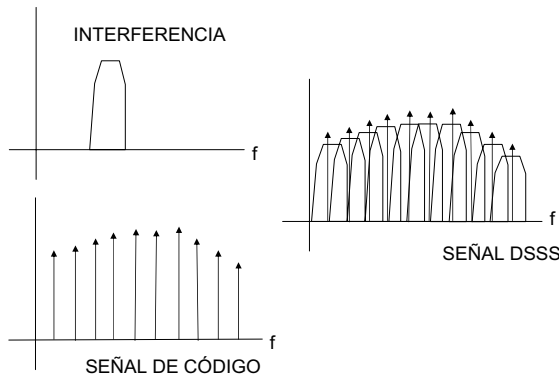 INTERFERENCIA
f
f
SEÑAL DSSS
f
SEÑAL DE CÓDIGO